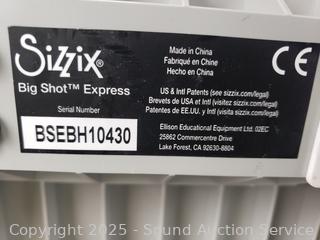 Sizzix®
Big Shot™ Express
Serial Number
BSEBH10430
Made in China
Fabriqué en Chine
Hecho en China
CE
US & Intl Patents (see sizzix.com/legal)
Brevets de USA et Intl (visitez sizzix.com/legal)
Patentes de EE.UU. y Intl (visite sizzix.com/legal)
Ellison Educational Equipment Ltd. 02EC
25862 Commercentre Drive
Lake Forest, CA 92630-8804
Copyright 2025 - Sound Auction Service